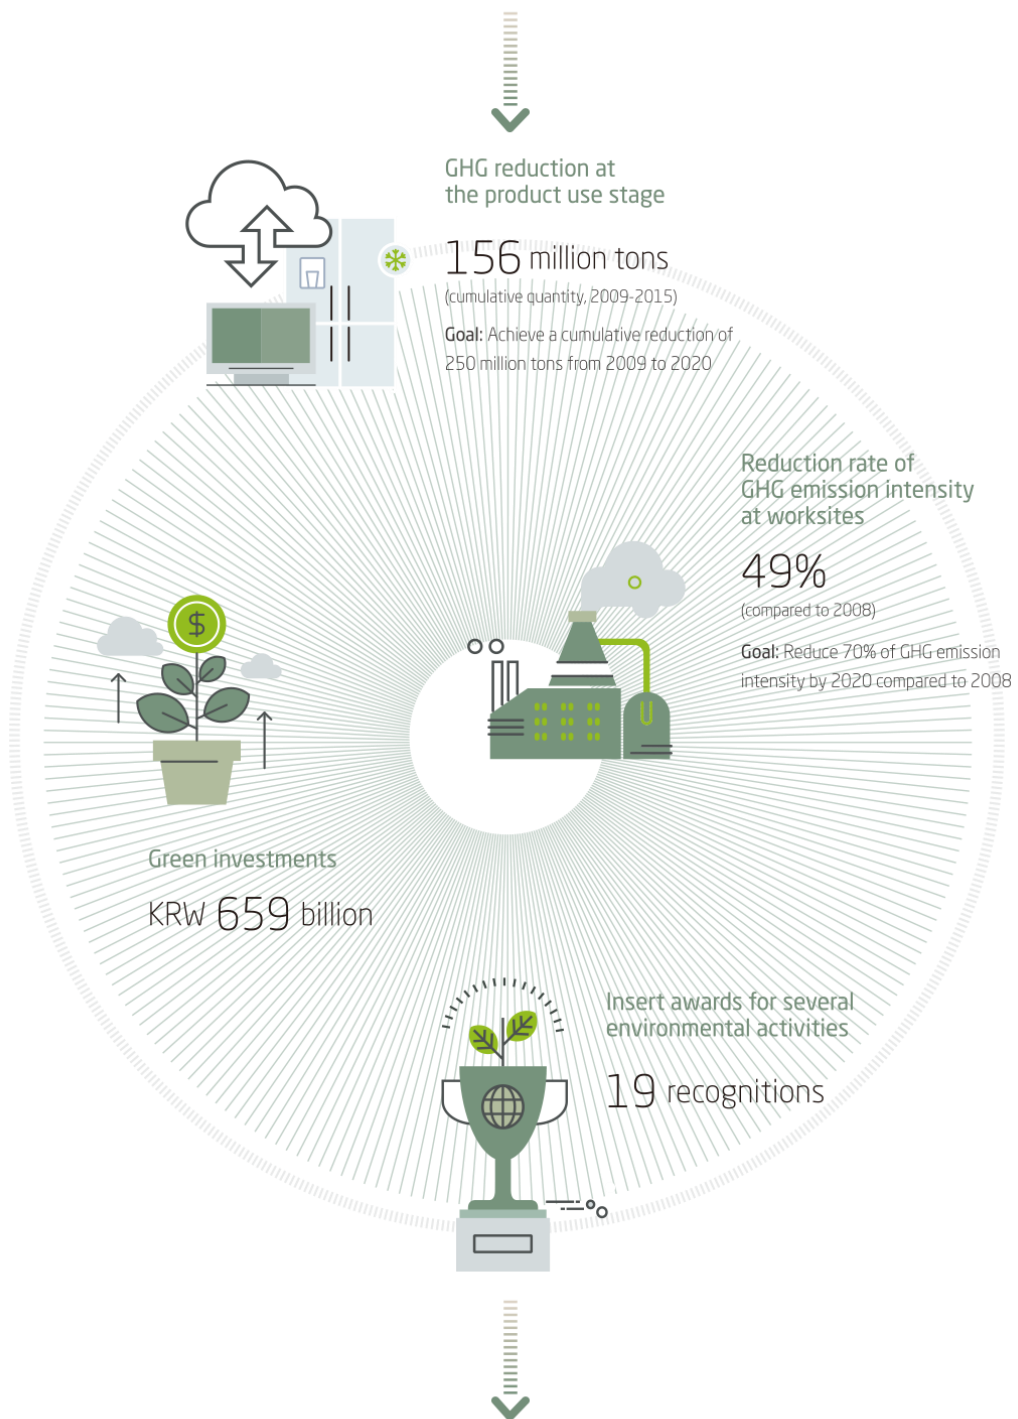 GHG reduction at
the product use stage
156 million tons
(cumulative quantity, 2009-2015)
Goal: Achieve a cumulative reduction of
250 million tons from 2009 to 2020
Reduction rate of
GHG emission intensity
at worksites
49%
(compared to 2008)
Goal: Reduce 70% of GHG emission
intensity by 2020 compared to 2008
$
Green investments
KRW 659 billion
Insert awards for several
environmental activities
19 recognitions